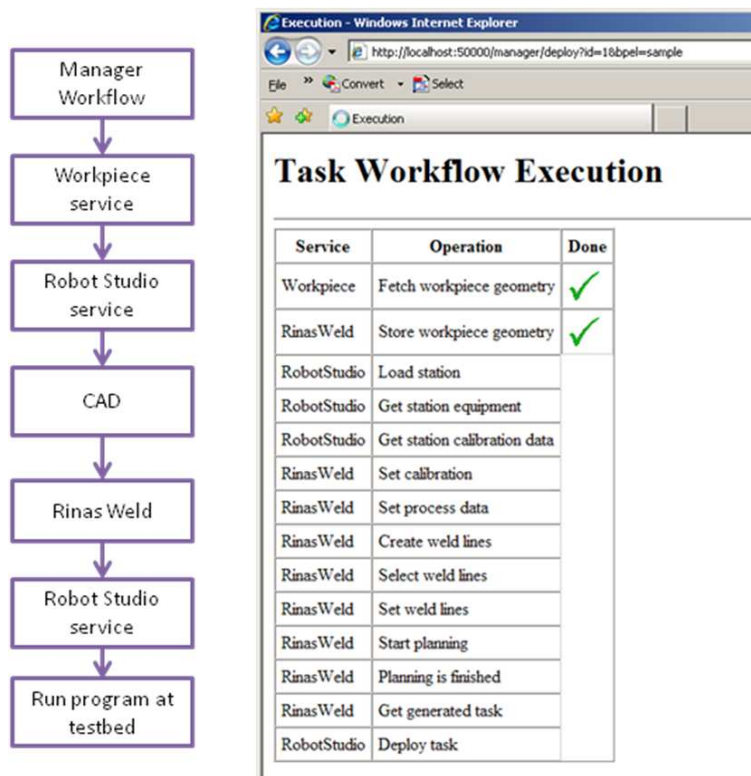 Manager
Workflow
Workpiece
service
Robot Studio
service
CAD
Rinas Weld
Robot Studio
service
Run program at
testbed
Execution - Windows Internet Explorer
http://localhost:50000/manager/deploy?id=1&bpel=sample
File » Convert Select
Execution
Task Workflow Execution
Service Operation Done
Workpiece Fetch workpiece geometry
RinasWeld Store workpiece geometry
RobotStudio Load station
RobotStudio Get station equipment
RobotStudio Get station calibration data
RinasWeld Set calibration
RinasWeld Set process data
RinasWeld Create weld lines
RinasWeld Select weld lines
RinasWeld Set weld lines
RinasWeld Start planning
RinasWeld Planning is finished
RinasWeld Get generated task
RobotStudio Deploy task